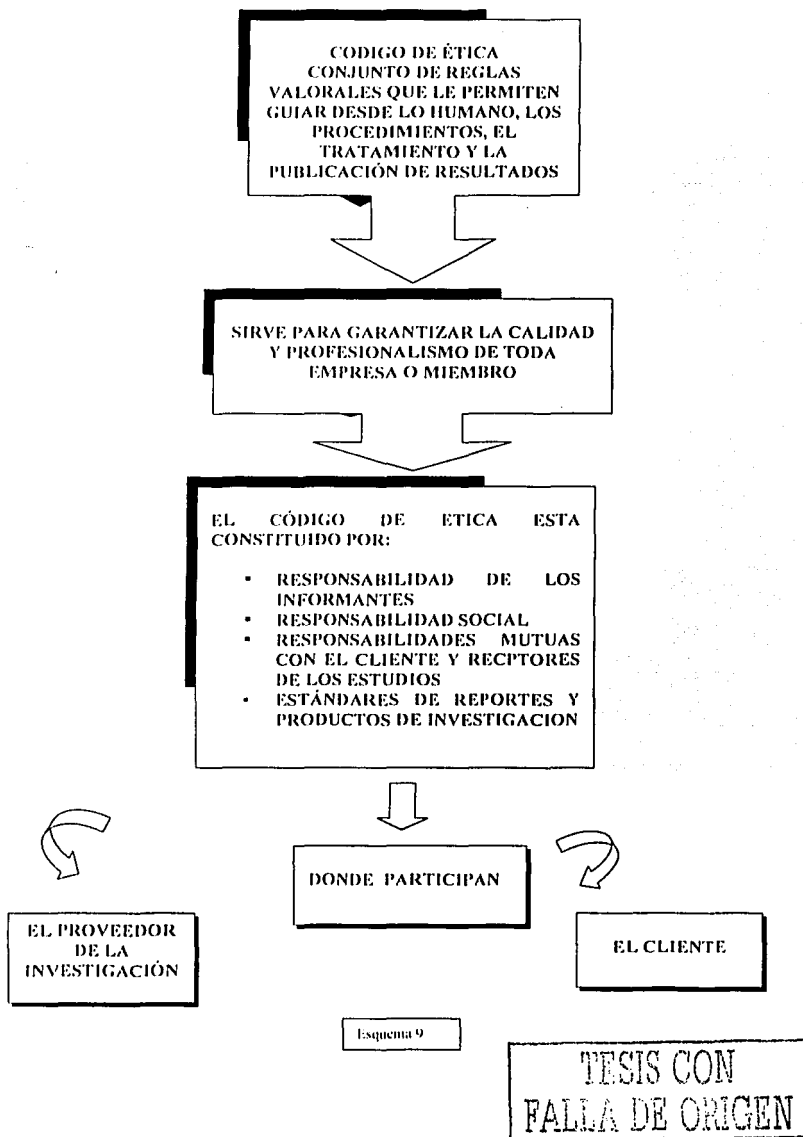 CODIGO DE ÉTICA
CONJUNTO DE REGLAS
VALORALES QUE LE PERMITEN
GUIAR DESDE LO HUMANO, LOS
PROCEDIMIENTOS, EL
TRATAMIENTO Y LA
PUBLICACIÓN DE RESULTADOS
SIRVE PARA GARANTIZAR LA CALIDAD
Y PROFESIONALISMO DE TODA
EMPRESA O MIEMBRO
EL CÓDIGO DE ETICA ESTA
CONSTITUIDO POR:
▪ RESPONSABILIDAD DE LOS
INFORMANTES
▪ RESPONSABILIDAD SOCIAL
▪ RESPONSABILIDADES MUTUAS
CON EL CLIENTE Y RECPTORES
DE LOS ESTUDIOS
▪ ESTÁNDARES DE REPORTES Y
PRODUCTOS DE INVESTIGACION
DONDE PARTICIPAN
EL PROVEEDOR
DE LA
INVESTIGACIÓN
EL CLIENTE
Esquema 9
TESIS CON
FALLA DE ORIGEN